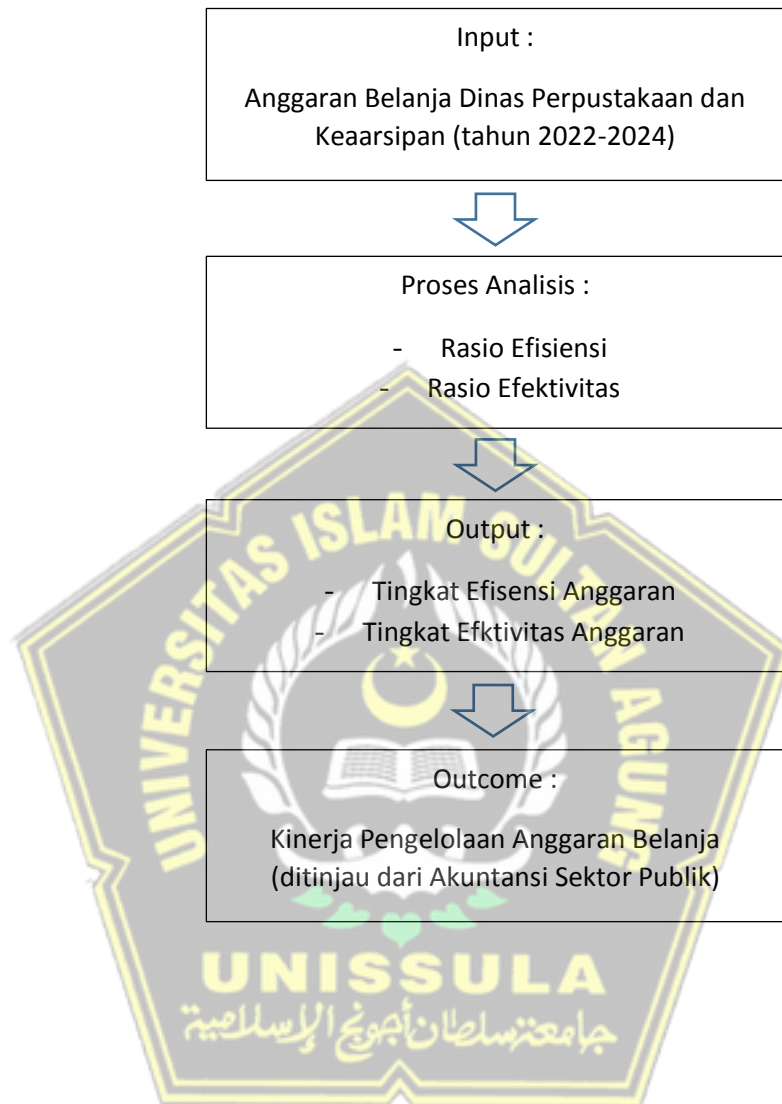 Input :
Anggaran Belanja Dinas Perpustakaan dan
Keaarsipan (tahun 2022-2024)
Proses Analisis :
- Rasio Efisiensi
- Rasio Efektivitas
Output :
- Tingkat Efisensi Anggaran
- Tingkat Efktivitas Anggaran
Outcome :
Kinerja Pengelolaan Anggaran Belanja
(ditinjau dari Akuntansi Sektor Publik)
UNIVERSITAS ISLAM SULTAN AGUNG
UNISSULA
جامعة سلطان أجونج الإسلامية